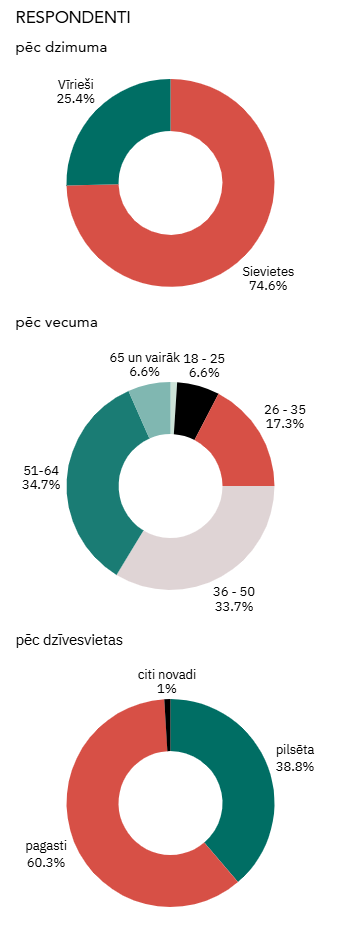 RESPONDENTI
pēc dzimuma
Vīrieši
25.4%
Sievietes
74.6%
pēc vecuma
65 un vairāk
6.6%
18 - 25
6.6%
26 - 35
17.3%
51-64
34.7%
36 - 50
33.7%
pēc dzīvesvietas
citi novadi
1%
pilsēta
38.8%
pagasti
60.3%